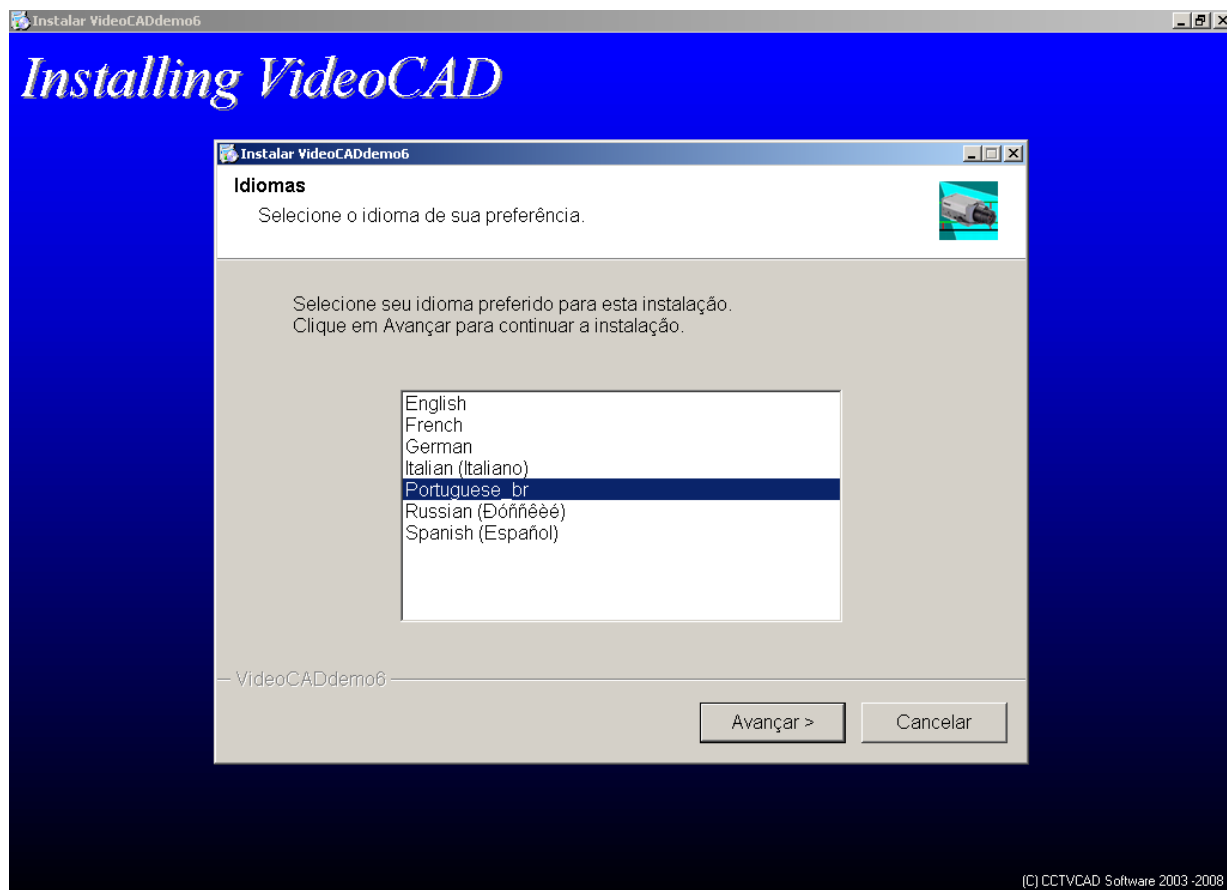 Instalar VideoCADdemo6
Installing VideoCAD
Instalar VideoCADdemo6
Idiomas
Selecione o idioma de sua preferência.
Selecione seu idioma preferido para esta instalação.
Clique em Avançar para continuar a instalação.
English
French
German
Italian (Italiano)
Portuguese_br
Russian (Ðóññêèé)
Spanish (Español)
VideoCADdemo6
Avançar >
Cancelar
(C) CCTVCAD Software 2003-2008